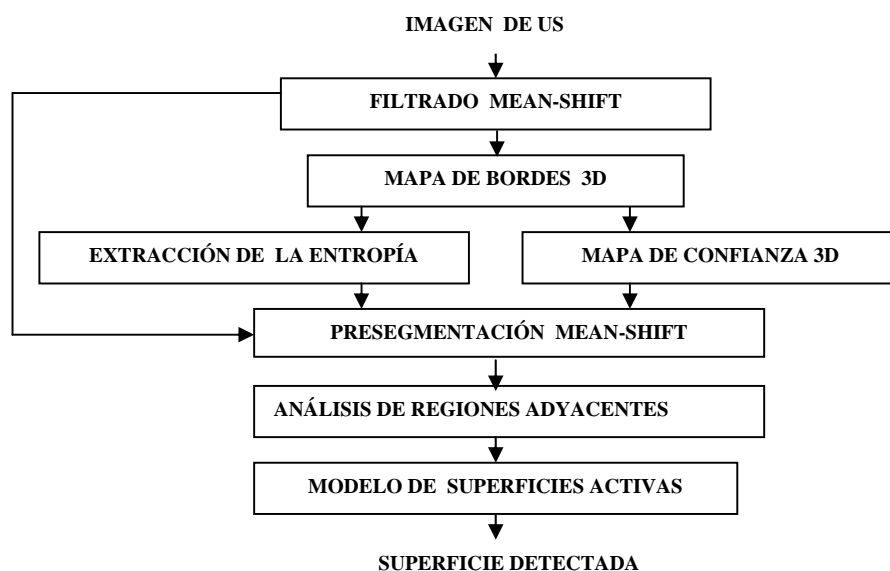 IMAGEN DE US
FILTRADO MEAN-SHIFT
MAPA DE BORDES 3D
EXTRACCIÓN DE LA ENTROPÍA
MAPA DE CONFIANZA 3D
PRESEGMENTACIÓN MEAN-SHIFT
ANÁLISIS DE REGIONES ADYACENTES
MODELO DE SUPERFICIES ACTIVAS
SUPERFICIE DETECTADA